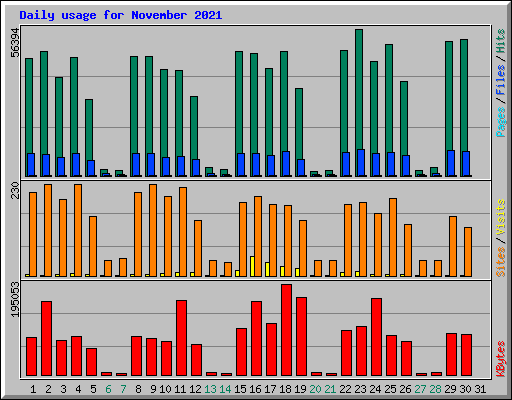 Daily usage for November 2021
56394
Pages / Files / Hits
230
Sites / Visits
195053
KBytes
1 2 3 4 5 6 7 8 9 10 11 12 13 14 15 16 17 18 19 20 21 22 23 24 25 26 27 28 29 30 31